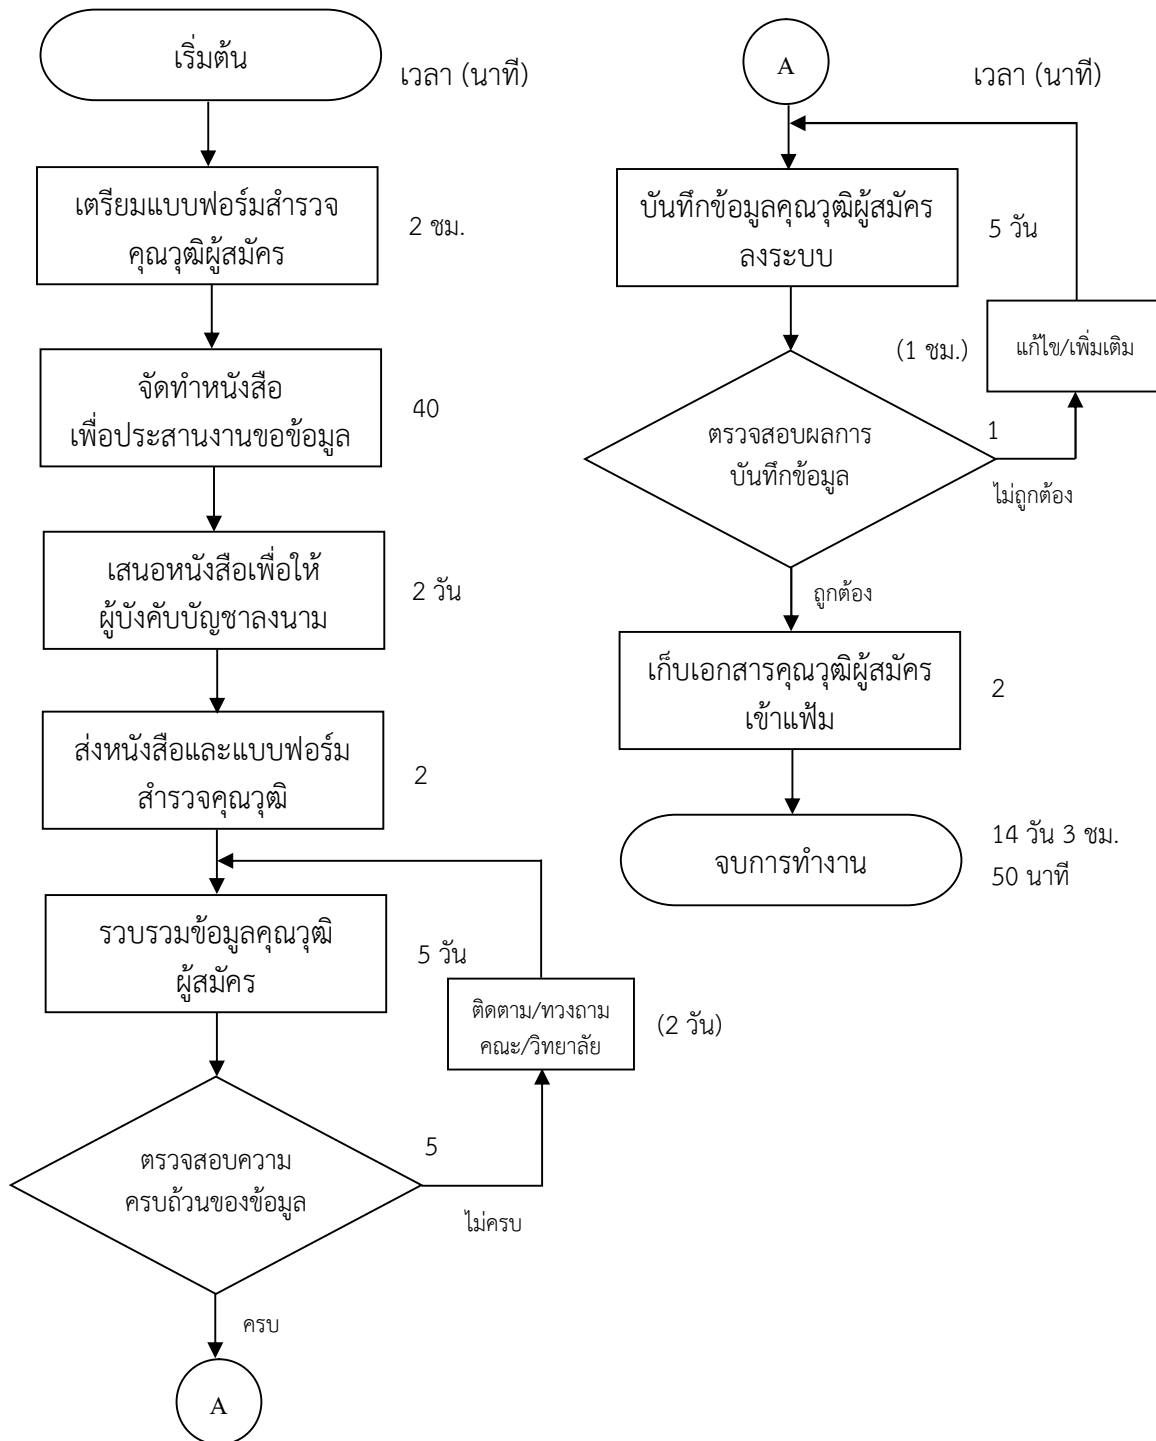 เริ่มต้น
เวลา (นาที)
เตรียมแบบฟอร์มสำรวจ
คุณวุฒิผู้สมัคร
2 ชม.
จัดทำหนังสือ
เพื่อประสานงานขอข้อมูล
40
เสนอหนังสือเพื่อให้
ผู้บังคับบัญชาลงนาม
2 วัน
ส่งหนังสือและแบบฟอร์ม
สำรวจคุณวุฒิ
2
รวบรวมข้อมูลคุณวุฒิ
ผู้สมัคร
5 วัน
ติดตาม/ทวงถาม
คณะ/วิทยาลัย
(2 วัน)
ตรวจสอบความ
ครบถ้วนของข้อมูล
5
ไม่ครบ
ครบ
A
A
เวลา (นาที)
บันทึกข้อมูลคุณวุฒิผู้สมัคร
ลงระบบ
5 วัน
(1 ชม.)
แก้ไข/เพิ่มเติม
ตรวจสอบผลการ
บันทึกข้อมูล
1
ไม่ถูกต้อง
ถูกต้อง
เก็บเอกสารคุณวุฒิผู้สมัคร
เข้าแฟ้ม
2
จบการทำงาน
14 วัน 3 ชม.
50 นาที